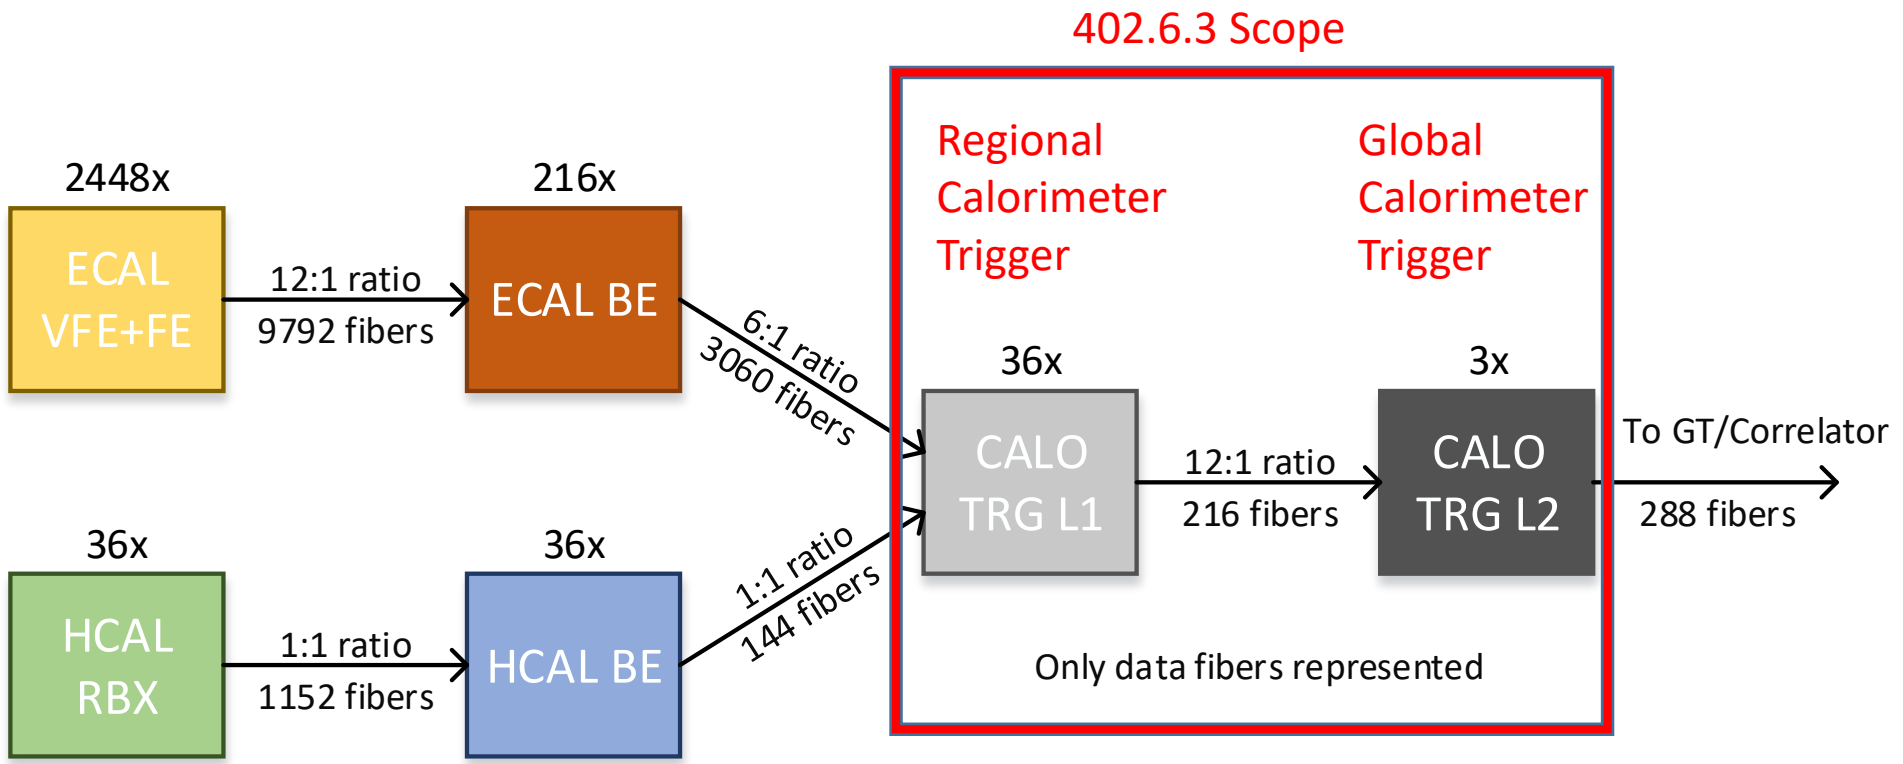 402.6.3 Scope
Regional
Calorimeter
Trigger
Global
Calorimeter
Trigger
2448x
ECAL
VFE+FE
12:1 ratio
9792 fibers
216x
ECAL BE
6:1 ratio
3060 fibers
36x
HCAL
RBX
1:1 ratio
1152 fibers
36x
HCAL BE
1:1 ratio
144 fibers
36x
CALO
TRG L1
12:1 ratio
216 fibers
3x
CALO
TRG L2
To GT/Correlator
288 fibers
Only data fibers represented